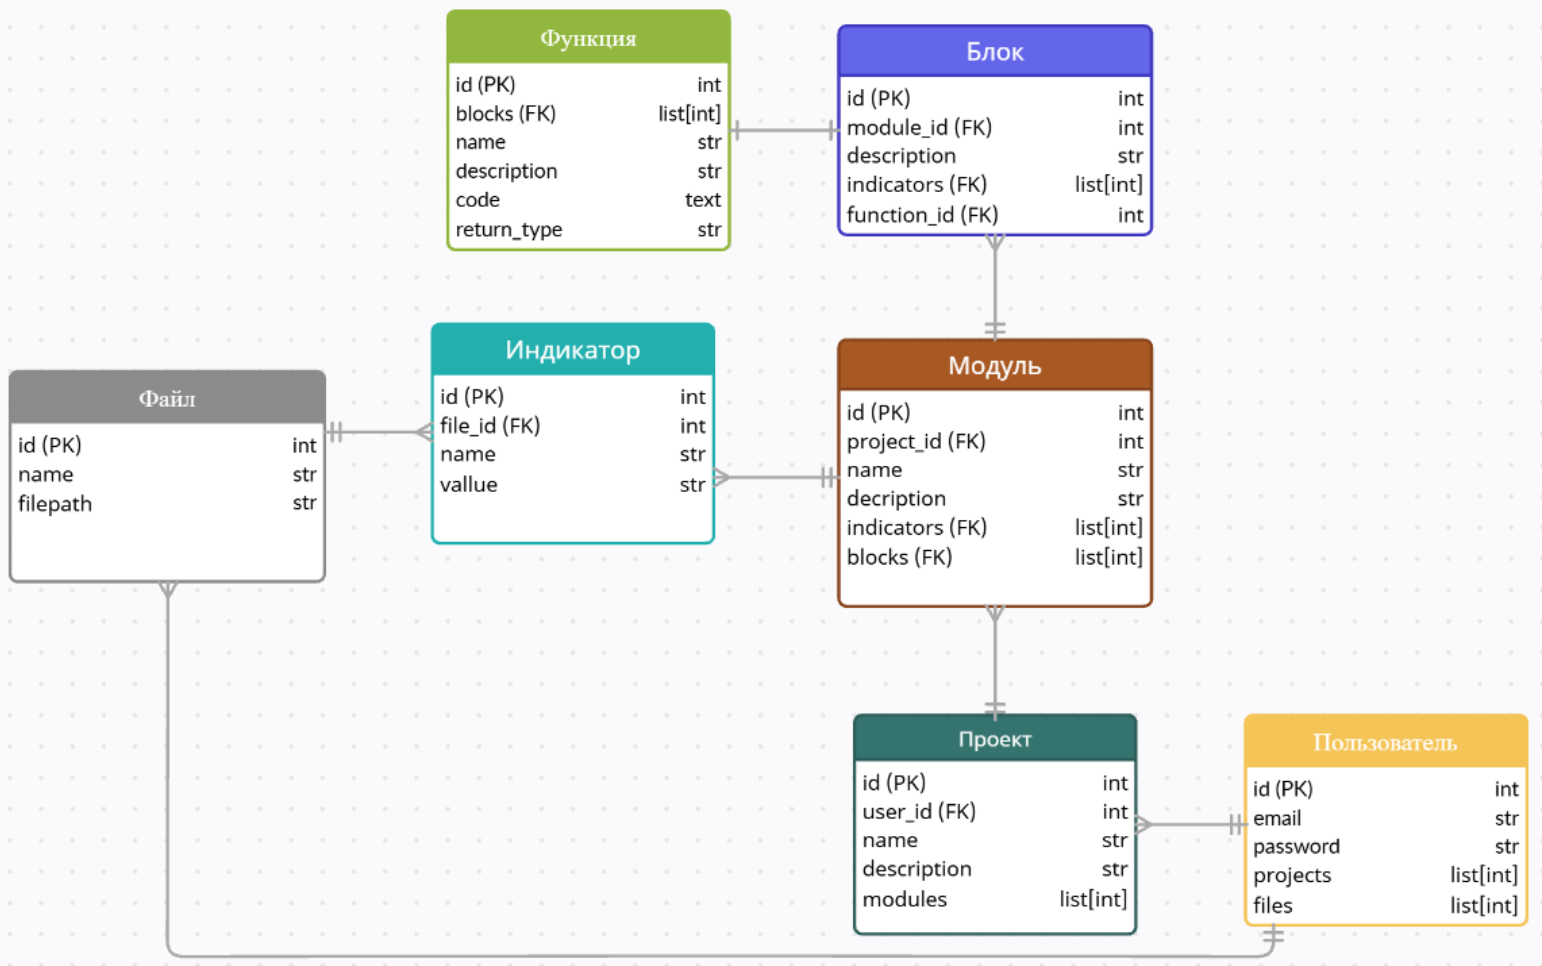 Функция
id (PK) int
blocks (FK) list[int]
name str
description str
code text
return_type str
Блок
id (PK) int
module_id (FK) int
description str
indicators (FK) list[int]
function_id (FK) int
Файл
id (PK) int
name str
filepath str
Индикатор
id (PK) int
file_id (FK) int
name str
vallue str
Модуль
id (PK) int
project_id (FK) int
name str
decription str
indicators (FK) list[int]
blocks (FK) list[int]
Проект
id (PK) int
user_id (FK) int
name str
description str
modules list[int]
Пользователь
id (PK) int
email str
password str
projects list[int]
files list[int]